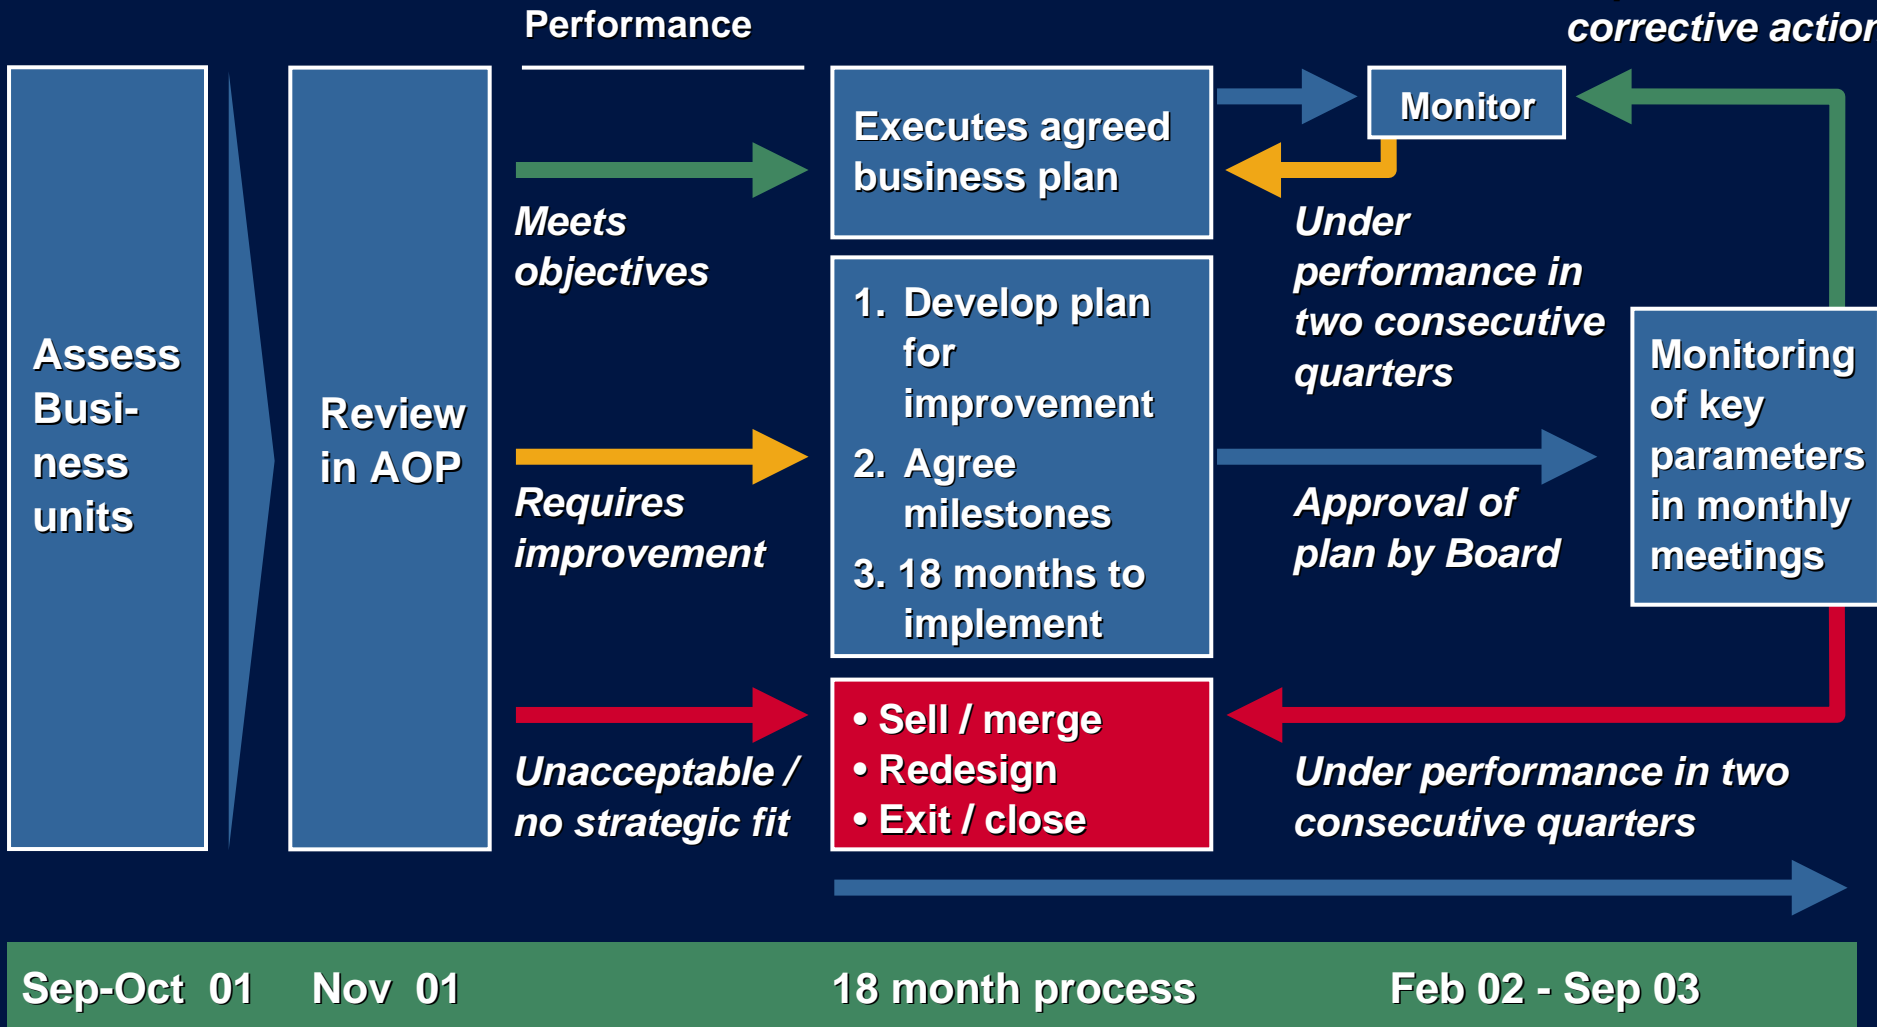 Performance
corrective action
Assess
Busi-
ness
units
Review
in AOP
Meets
objectives
Requires
improvement
Unacceptable /
no strategic fit
Executes agreed
business plan
1. Develop plan
for
improvement
2. Agree
milestones
3. 18 months to
implement
• Sell / merge
• Redesign
• Exit / close
Monitor
Under
performance in
two consecutive
quarters
Approval of
plan by Board
Under performance in two
consecutive quarters
Monitoring
of key
parameters
in monthly
meetings
Sep-Oct 01 Nov 01 18 month process Feb 02 - Sep 03